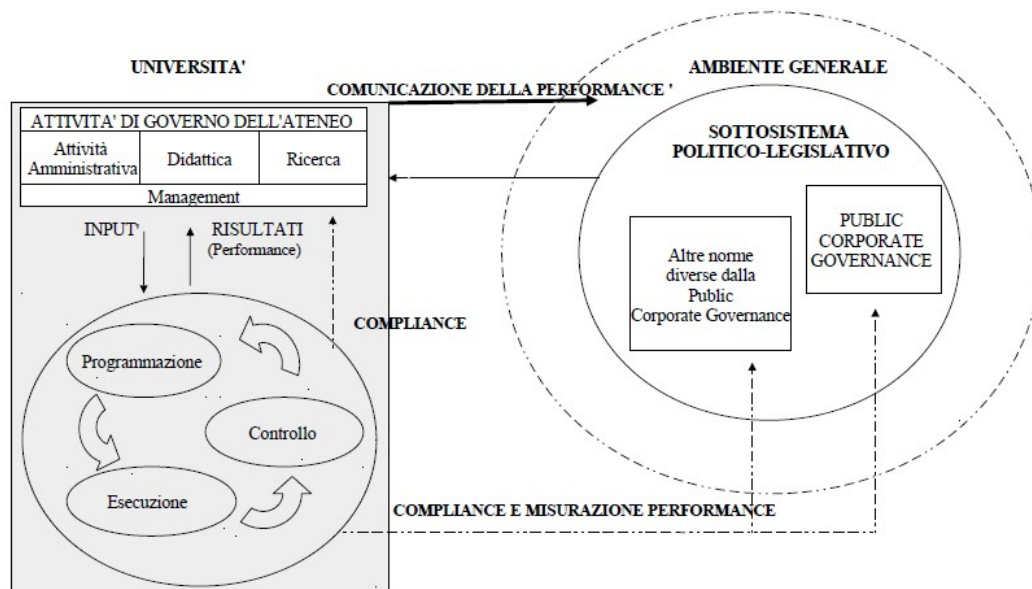 UNIVERSITA'
ATTIVITA' DI GOVERNO DELL'ATENEO
Attività
Amministrativa
Didattica
Ricerca
Management
INPUT'
RISULTATI
(Performance)
Programmazione
Controllo
Esecuzione
COMUNICAZIONE DELLA PERFORMANCE '
COMPLIANCE
COMPLIANCE E MISURAZIONE PERFORMANCE
AMBIENTE GENERALE
SOTTOSISTEMA
POLITICO-LEGISLATIVO
Altre norme
diverse dalla
Public
Corporate Governance
PUBLIC
CORPORATE
GOVERNANCE